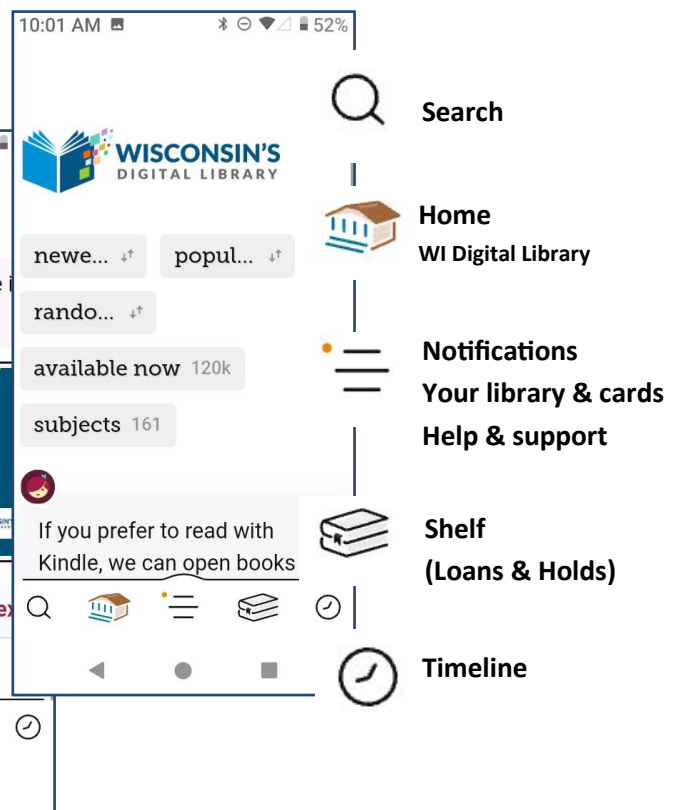 10:01 AM 52%
WISCONSIN'S
DIGITAL LIBRARY
newe... popul...
rando...
available now 120k
subjects 161
If you prefer to read with
Kindle, we can open books
Search
Home
WI Digital Library
Notifications
Your library & cards
Help & support
Shelf
(Loans & Holds)
Timeline